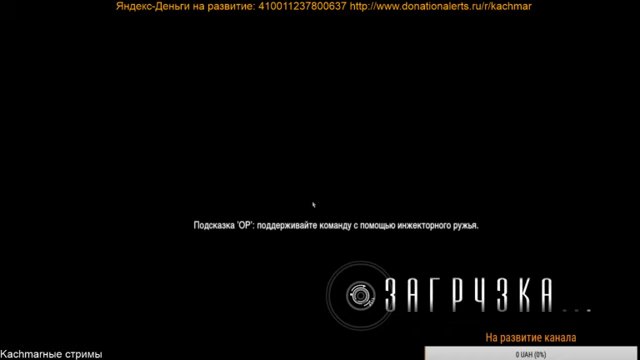 Яндекс-Деньги на развитие: 410011237800637 http://www.donationalerts.ru/r/kachmar
Подсказка 'ОР': поддерживайте команду с помощью инжекторного ружья.
ЗАГРУЗКА...
На развитие канала
0 UAH (0%)
Kachmarные стримы